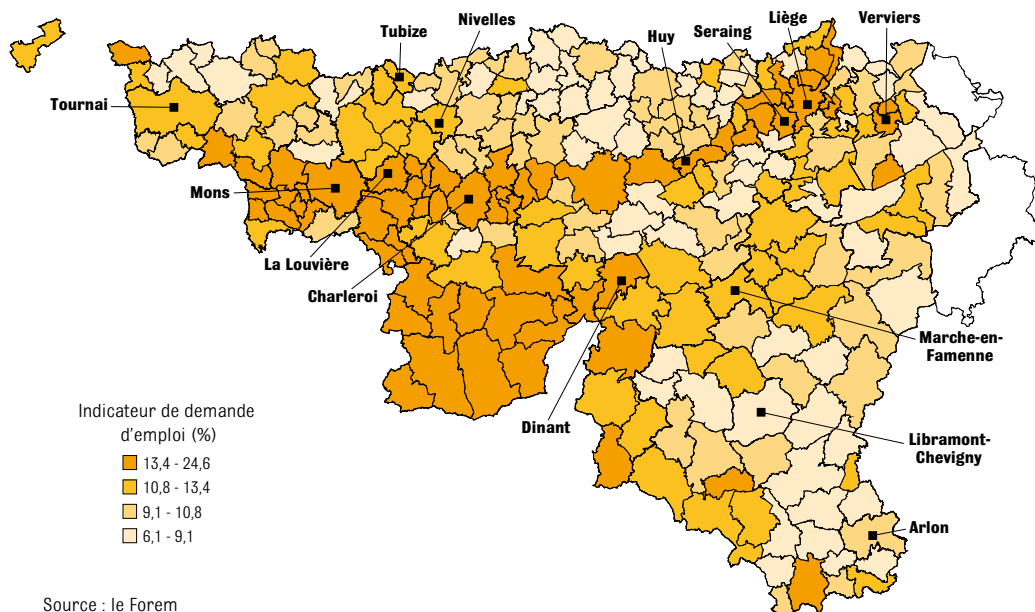 Nivelles
Liège
Verviers
Tubize
Seraing
Huy
Tournai
Mons
La Louvière
Charleroi
Marche-en-
Famenne
Dinant
Libramont-
Chevigny
Arlon
Indicateur de demande
d'emploi (%)
13,4 - 24,6
10,8 - 13,4
9,1 - 10,8
6,1 - 9,1
Source : le Forem